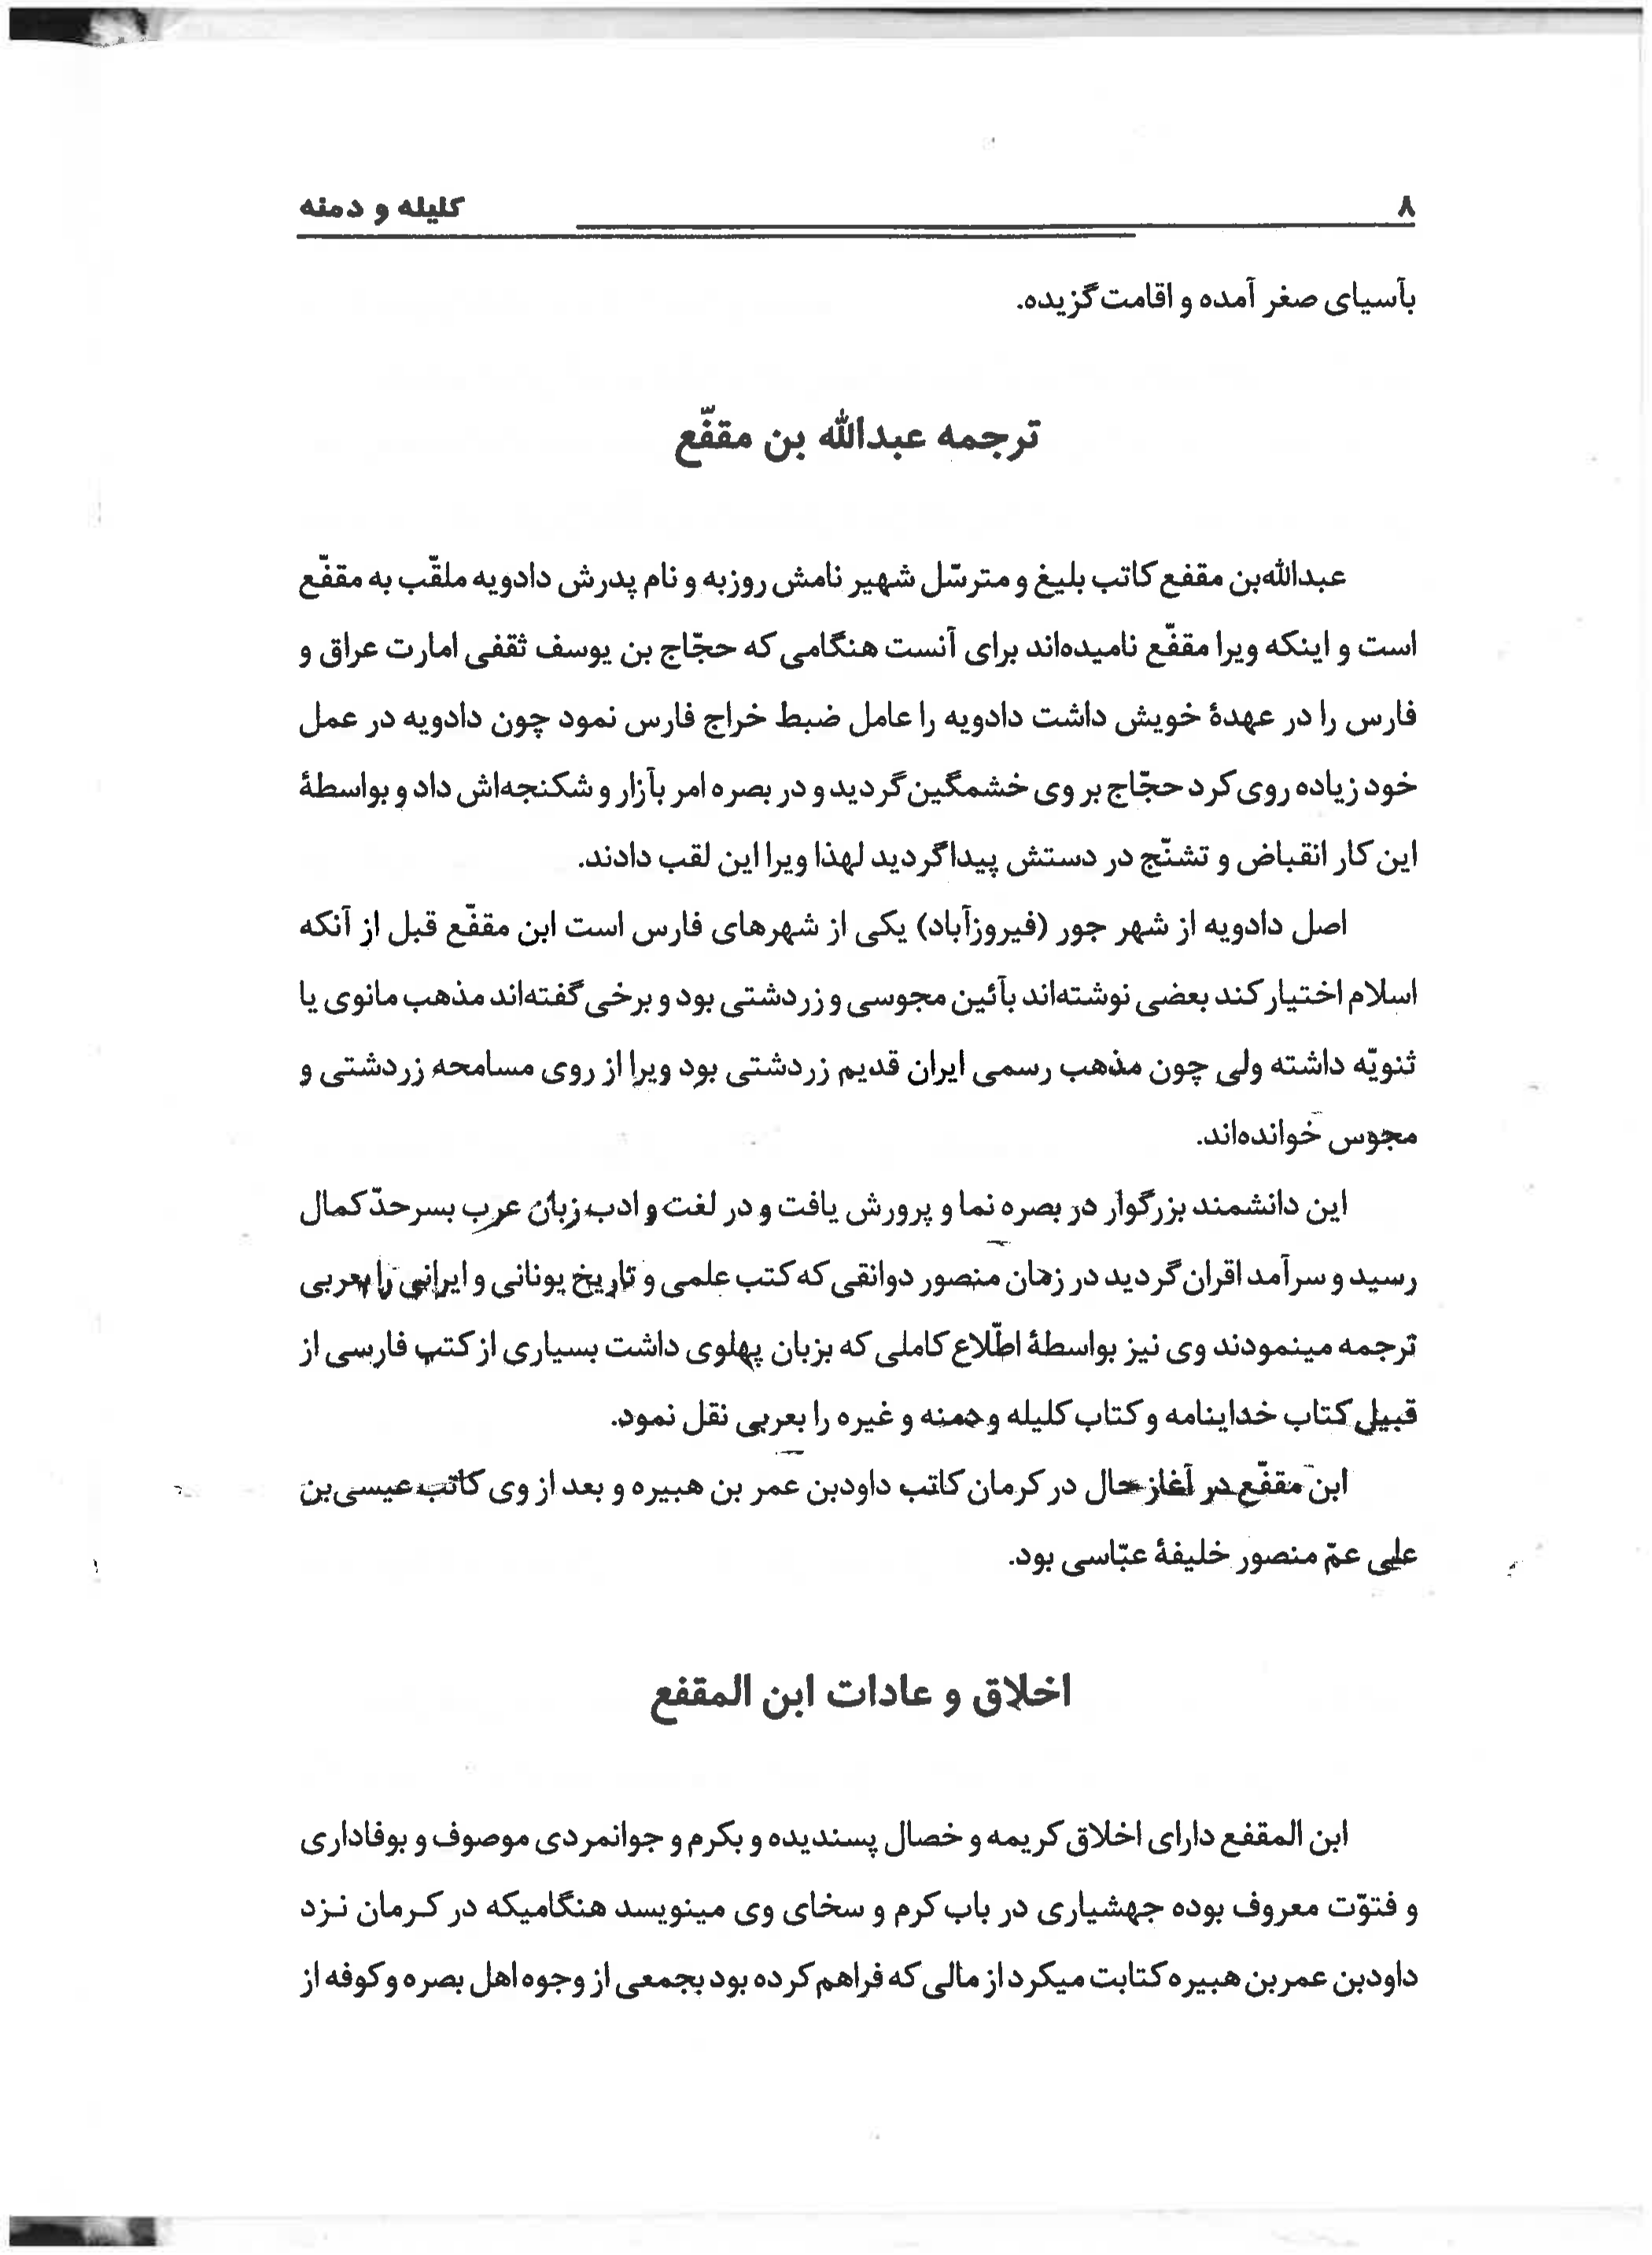 ۸
کلیله و دمنه
بآسیای صغر آمده و اقامت گزیده.
ترجمه عبدالله بن مقفّع
عبدالله‌بن مقفع کاتب بلیغ و مترسّل شهیر نامش روزبه و نام پدرش دادویه ملقّب به مقفّع
است و اینکه ویرا مقفّع نامیده‌اند برای آنست هنگامی که حجّاج بن یوسف ثقفی امارت عراق و
فارس را در عهدهٔ خویش داشت دادویه را عامل ضبط خراج فارس نمود چون دادویه در عمل
خود زیاده روی کرد حجّاج بر وی خشمگین گردید و در بصره امر بآزار و شکنجه‌اش داد و بواسطهٔ
این کار انقباض و تشنّج در دستش پیدا گردید لهذا ویرا این لقب دادند.
اصل دادویه از شهر جور (فیروزآباد) یکی از شهرهای فارس است ابن مقفّع قبل از آنکه
اسلام اختیار کند بعضی نوشته‌اند بآئین مجوسی و زردشتی بود و برخی گفته‌اند مذهب مانوی یا
ثنویّه داشته ولی چون مذهب رسمی ایران قدیم زردشتی بود ویرا از روی مسامحه زردشتی و
مجوس خوانده‌اند.
این دانشمند بزرگوار در بصره نما و پرورش یافت و در لغت و ادب زبان عرب بسرحدّ کمال
رسید و سرآمد اقران گردید در زمان منصور دوانقی که کتب علمی و تاریخ یونانی و ایرانی را بعربی
ترجمه مینمودند وی نیز بواسطهٔ اطّلاع کاملی که بزبان پهلوی داشت بسیاری از کتب فارسی از
قبیل کتاب خداینامه و کتاب کلیله و دمنه و غیره را بعربی نقل نمود.
ابن مقفّع در آغاز حال در کرمان کاتب داودبن عمر بن هبیره و بعد از وی کاتب عیسی‌بن
علی عمّ منصور خلیفهٔ عبّاسی بود.
اخلاق و عادات ابن المقفع
ابن المقفع دارای اخلاق کریمه و خصال پسندیده و بکرم و جوانمردی موصوف و بوفاداری
و فتوّت معروف بوده جهشیاری در باب کرم و سخای وی مینویسد هنگامیکه در کرمان نزد
داودبن عمربن هبیره کتابت میکرد از مالی که فراهم کرده بود بجمعی از وجوه اهل بصره و کوفه از